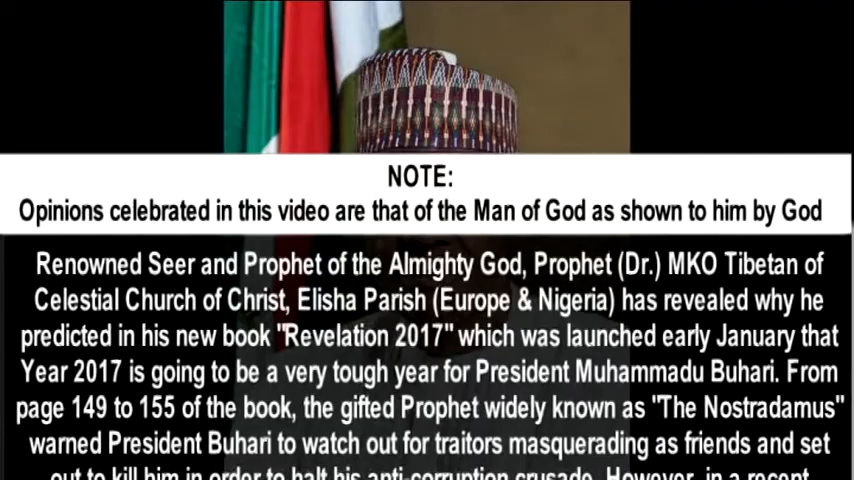 NOTE:
Opinions celebrated in this video are that of the Man of God as shown to him by God
Renowned Seer and Prophet of the Almighty God, Prophet (Dr.) MKO Tibetan of
Celestial Church of Christ, Elisha Parish (Europe & Nigeria) has revealed why he
predicted in his new book "Revelation 2017" which was launched early January that
Year 2017 is going to be a very tough year for President Muhammadu Buhari. From
page 149 to 155 of the book, the gifted Prophet widely known as "The Nostradamus"
warned President Buhari to watch out for traitors masquerading as friends and set
out to kill him in order to halt his anti-corruption crusade. However, in a recent